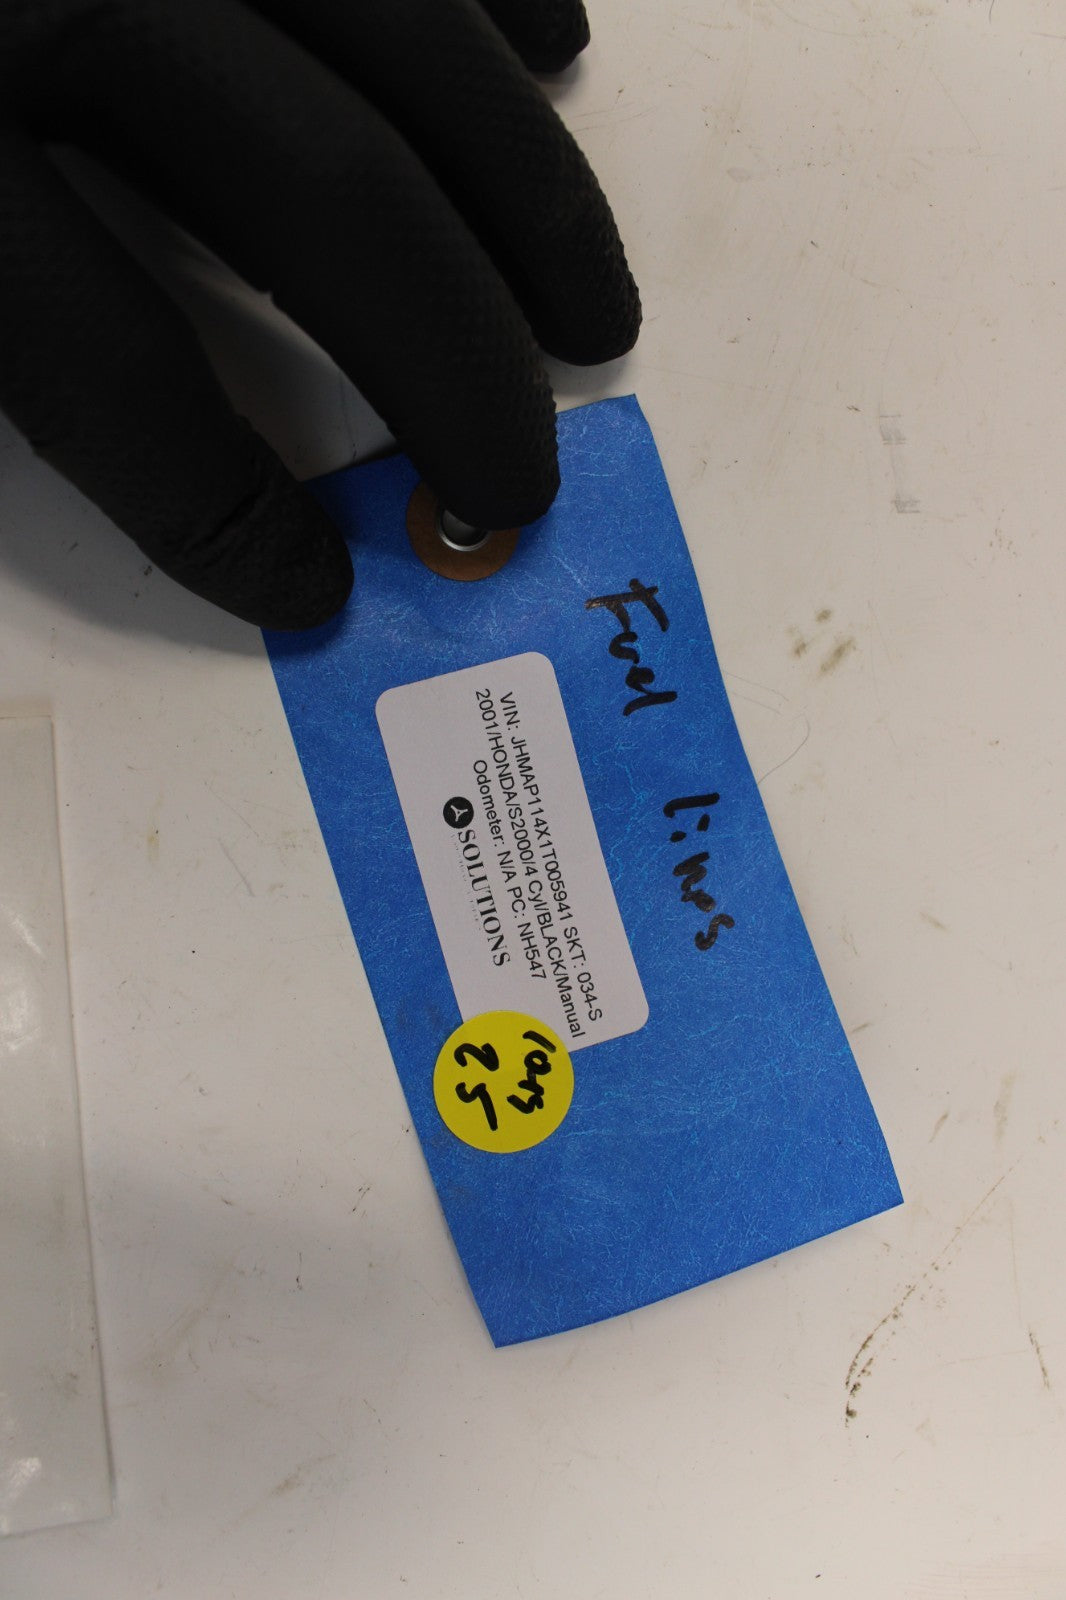 Fuel lines
VIN: JHMAP114X1T005941 SKT: 034-S
2001/HONDA/S2000/4 Cyl/BLACK/Manual
Odometer: N/A PC: NH547
SOLUTIONS
25